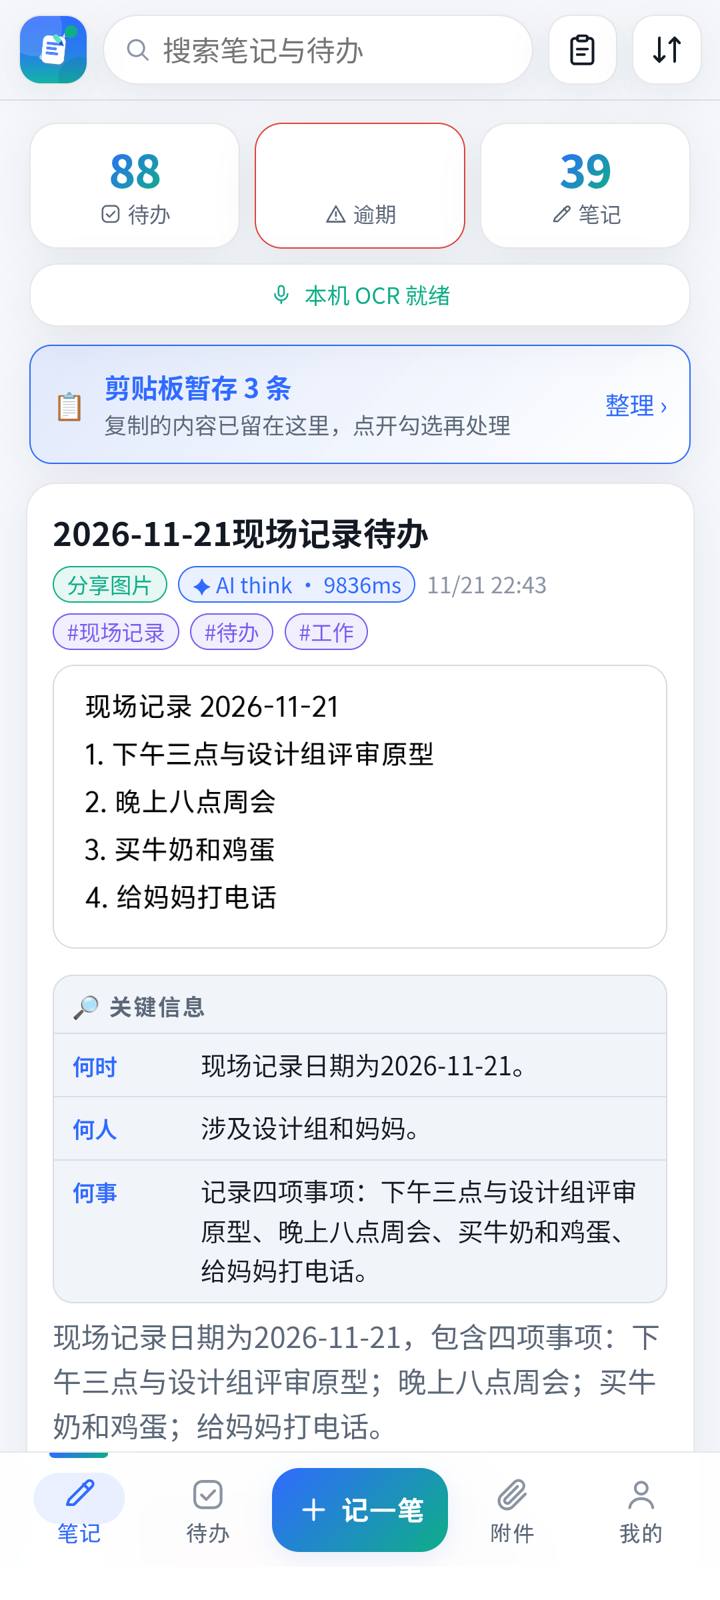 搜索笔记与待办
88
待办
逾期
39
笔记
本机 OCR 就绪
剪贴板暂存 3 条
复制的内容已留在这里，点开勾选再处理
整理 ›
2026-11-21现场记录待办
分享图片
AI think · 9836ms
11/21 22:43
#现场记录
#待办
#工作
现场记录 2026-11-21
1. 下午三点与设计组评审原型
2. 晚上八点周会
3. 买牛奶和鸡蛋
4. 给妈妈打电话
关键信息
何时
现场记录日期为2026-11-21。
何人
涉及设计组和妈妈。
何事
记录四项事项：下午三点与设计组评审
原型、晚上八点周会、买牛奶和鸡蛋、
给妈妈打电话。
现场记录日期为2026-11-21，包含四项事项：下
午三点与设计组评审原型；晚上八点周会；买牛
奶和鸡蛋；给妈妈打电话。
笔记
待办
记一笔
附件
我的